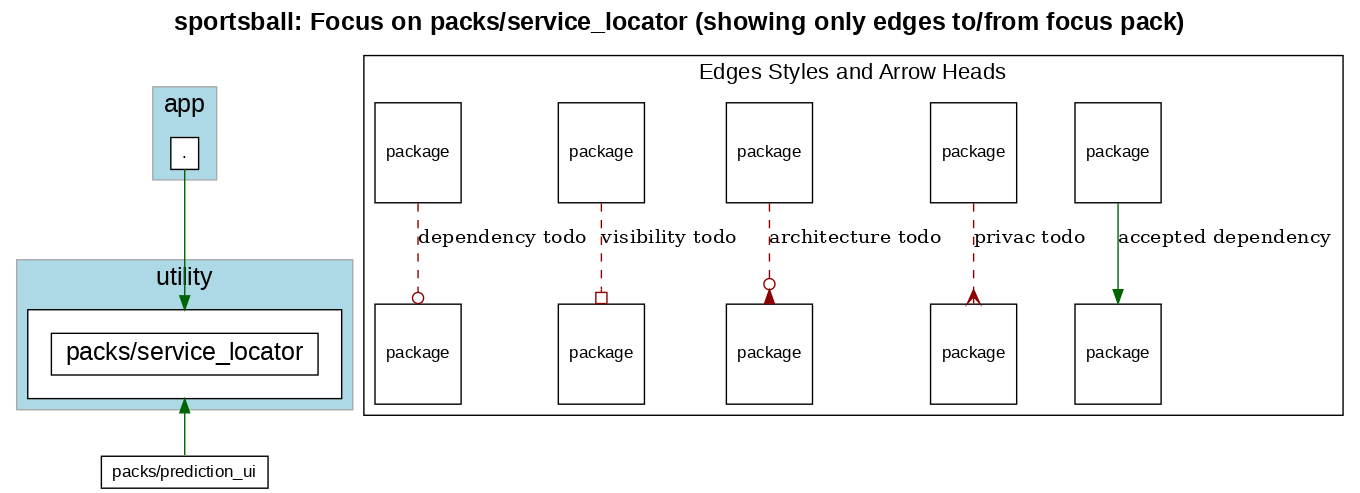 sportsball: Focus on packs/service_locator (showing only edges to/from focus pack)
app
.
utility
packs/service_locator
packs/prediction_ui
Edges Styles and Arrow Heads
package package package package package
dependency todo visibility todo architecture todo privac todo accepted dependency
package package package package package